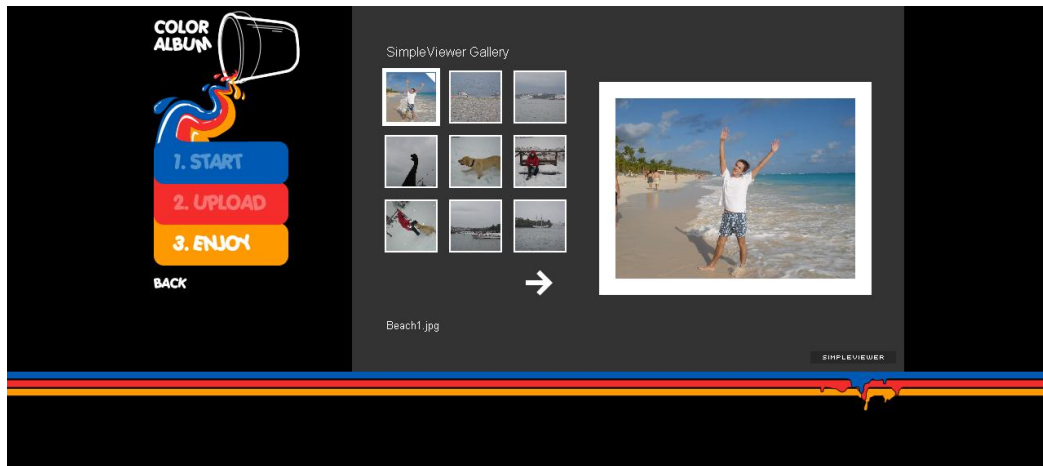 COLOR
ALBUM
1. START
2. UPLOAD
3. ENJOY
BACK
SimpleViewer Gallery
Beach1.jpg
SIMPLEVIEWER